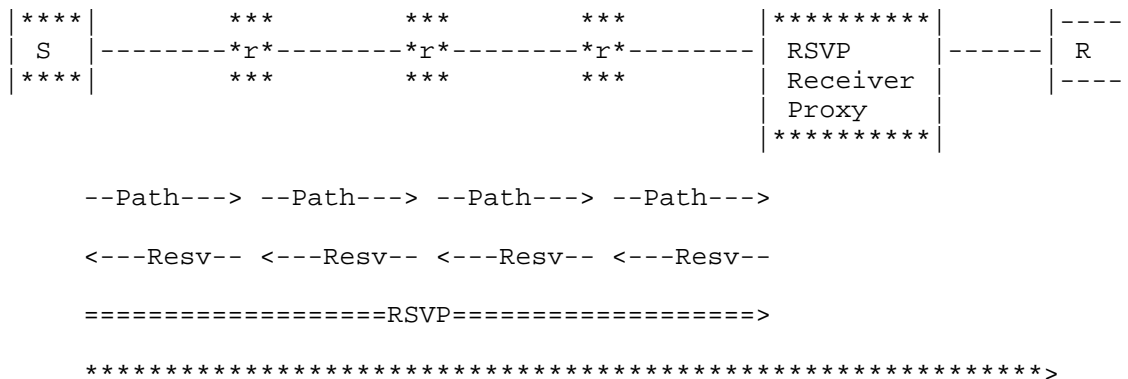 |****|         ***        ***        ***         |**********|       |----
| S  |--------*r*--------*r*--------*r*--------| RSVP     |------| R
|****|         ***        ***        ***         | Receiver |       |----
| Proxy    |
|**********|
--Path---> --Path---> --Path---> --Path--->
<---Resv-- <---Resv-- <---Resv-- <---Resv--
===================RSVP===================>
************************************************************>